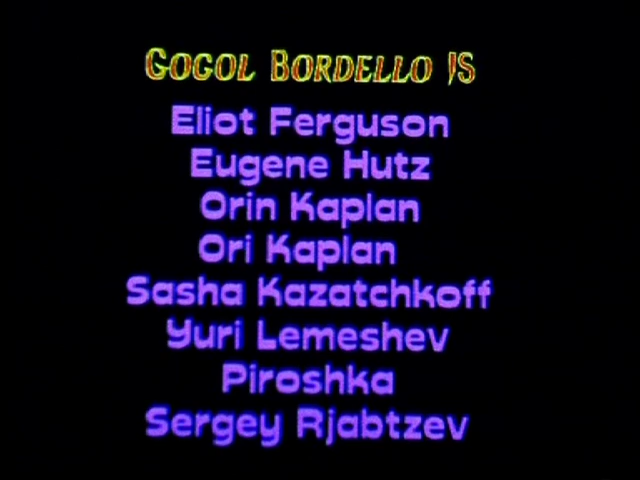 Gogol Bordello is
Eliot Ferguson
Eugene Hutz
Orin Kaplan
Ori Kaplan
Sasha Kazatchkoff
Yuri Lemeshev
Piroshka
Sergey Rjabtzev